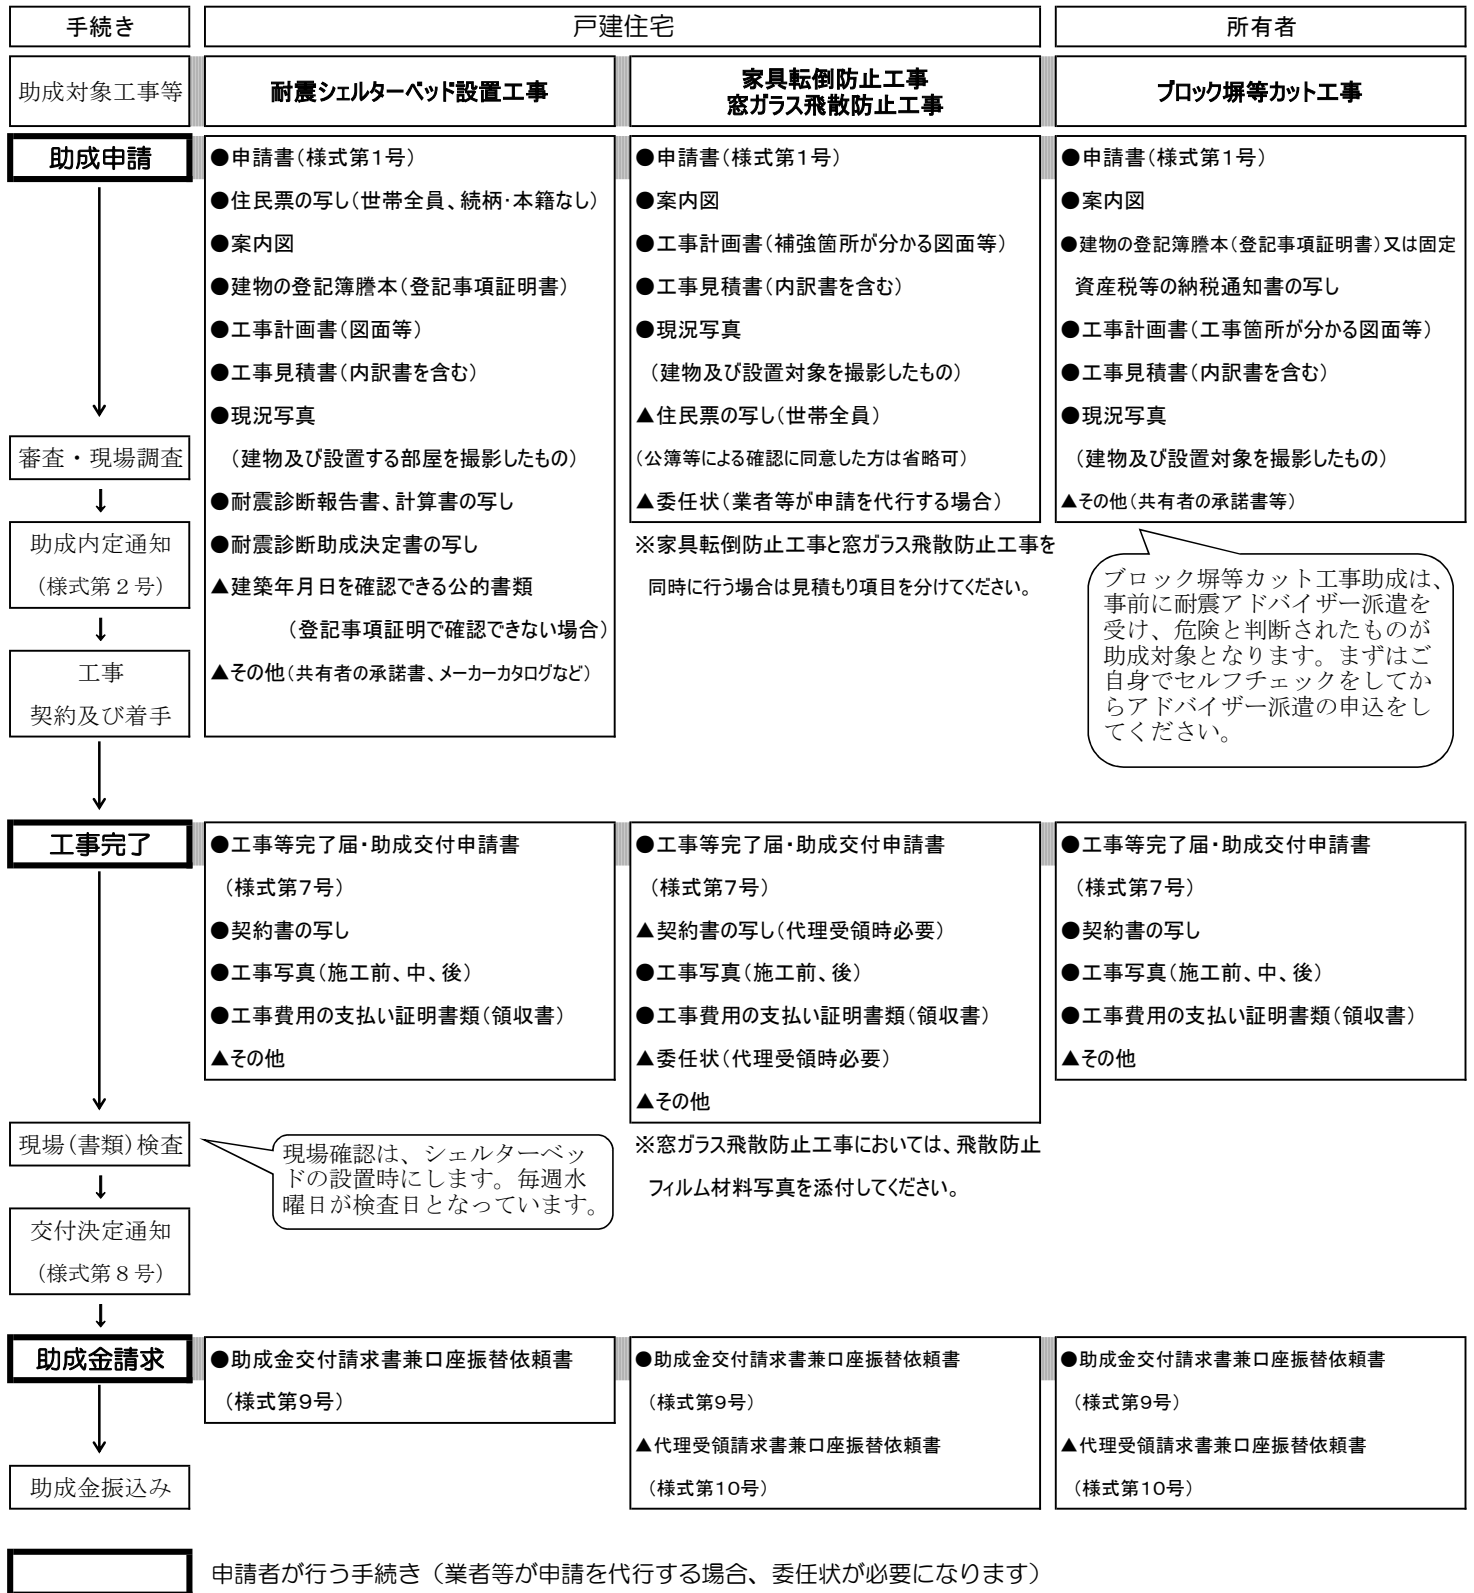 手続き
戸建住宅
所有者
助成対象工事等
耐震シェルターベッド設置工事
家具転倒防止工事
窓ガラス飛散防止工事
ブロック塀等カット工事
助成申請
●申請書(様式第1号)
●住民票の写し(世帯全員、続柄･本籍なし)
●案内図
●建物の登記簿謄本(登記事項証明書)
●工事計画書(図面等)
●工事見積書(内訳書を含む)
●現況写真
(建物及び設置する部屋を撮影したもの)
●耐震診断報告書、計算書の写し
●耐震診断助成決定書の写し
▲建築年月日を確認できる公的書類
(登記事項証明で確認できない場合)
▲その他(共有者の承諾書、メーカーカタログなど)
●申請書(様式第1号)
●案内図
●工事計画書(補強箇所が分かる図面等)
●工事見積書(内訳書を含む)
●現況写真
(建物及び設置対象を撮影したもの)
▲住民票の写し(世帯全員)
(公簿等による確認に同意した方は省略可)
▲委任状(業者等が申請を代行する場合)
※家具転倒防止工事と窓ガラス飛散防止工事を
同時に行う場合は見積もり項目を分けてください。
●申請書(様式第1号)
●案内図
●建物の登記簿謄本(登記事項証明書)又は固定
資産税等の納税通知書の写し
●工事計画書(工事箇所が分かる図面等)
●工事見積書(内訳書を含む)
●現況写真
(建物及び設置対象を撮影したもの)
▲その他(共有者の承諾書等)
ブロック塀等カット工事助成は、
事前に耐震アドバイザー派遣を
受け、危険と判断されたものが
助成対象となります。まずはご
自身でセルフチェックをしてか
らアドバイザー派遣の申込をし
てください。
審査・現場調査
助成内定通知
(様式第２号)
工事
契約及び着手
工事完了
●工事等完了届･助成交付申請書
(様式第7号)
●契約書の写し
●工事写真(施工前、中、後)
●工事費用の支払い証明書類(領収書)
▲その他
●工事等完了届･助成交付申請書
(様式第7号)
▲契約書の写し(代理受領時必要)
●工事写真(施工前、後)
●工事費用の支払い証明書類(領収書)
▲委任状(代理受領時必要)
▲その他
※窓ガラス飛散防止工事においては、飛散防止
フィルム材料写真を添付してください。
●工事等完了届･助成交付申請書
(様式第7号)
●契約書の写し
●工事写真(施工前、中、後)
●工事費用の支払い証明書類(領収書)
▲その他
現場(書類)検査
現場確認は、シェルターベッ
ドの設置時にします。毎週水
曜日が検査日となっています。
交付決定通知
(様式第８号)
助成金請求
●助成金交付請求書兼口座振替依頼書
(様式第9号)
●助成金交付請求書兼口座振替依頼書
(様式第9号)
▲代理受領請求書兼口座振替依頼書
(様式第10号)
●助成金交付請求書兼口座振替依頼書
(様式第9号)
▲代理受領請求書兼口座振替依頼書
(様式第10号)
助成金振込み
申請者が行う手続き（業者等が申請を代行する場合、委任状が必要になります）